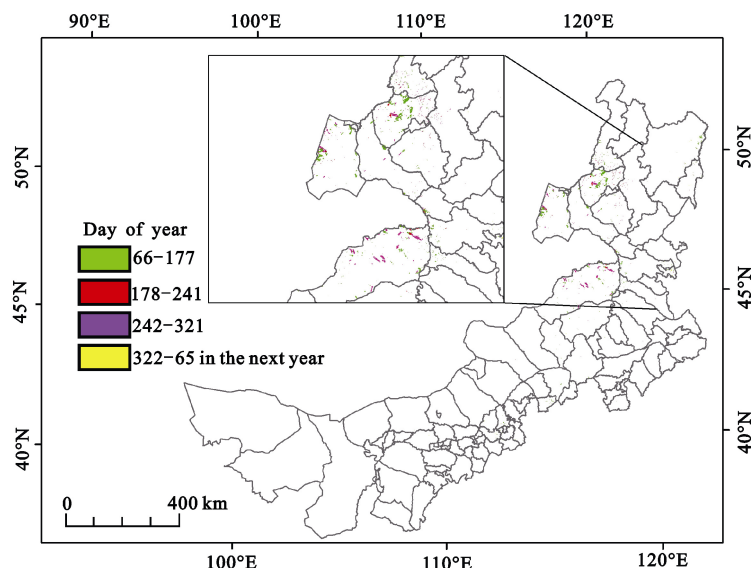 90°E 100°E 110°E 120°E
50°N 50°N
Day of year
66−177
178−241
45°N 45°N
242−321
322−65 in the next year
40°N 40°N
0 400 km
100°E 110°E 120°E